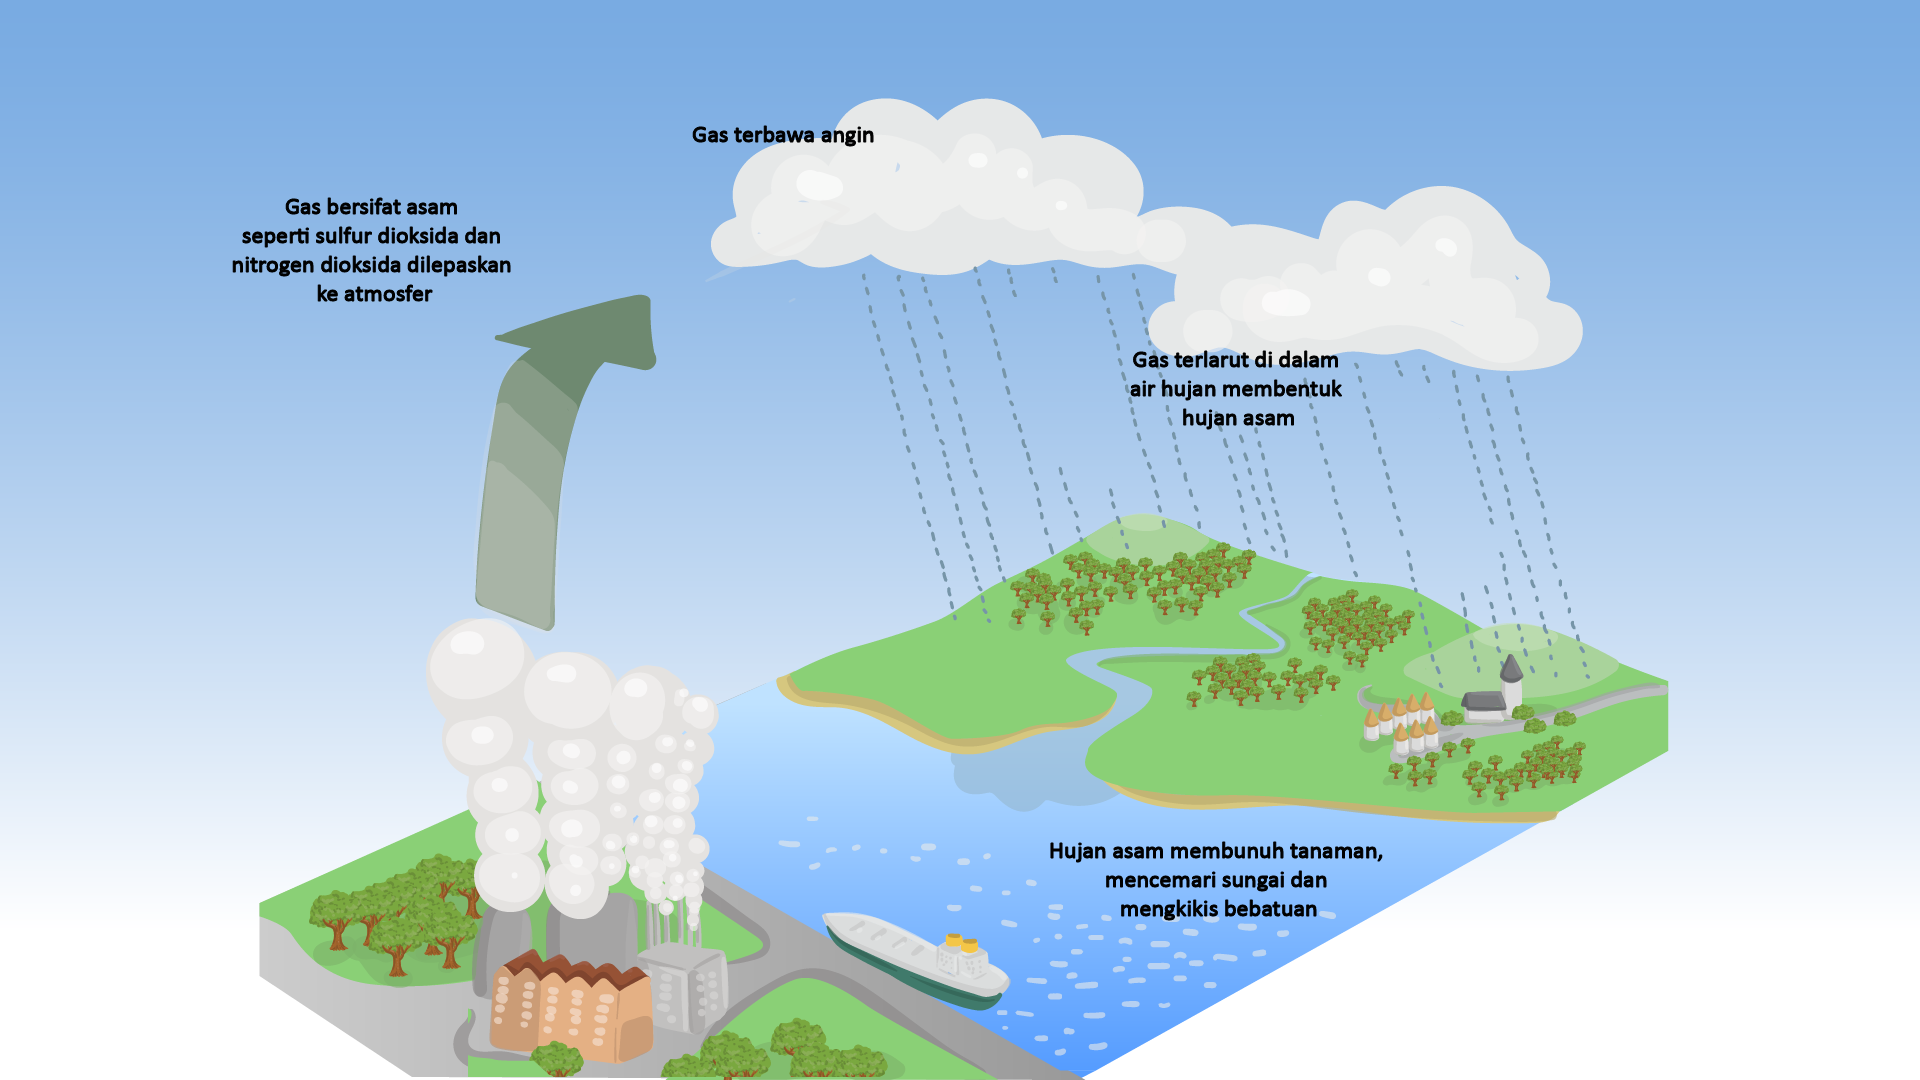 Gas terbawa angin
Gas bersifat asam
seperti sulfur dioksida dan
nitrogen dioksida dilepaskan
ke atmosfer
Gas terlarut di dalam
air hujan membentuk
hujan asam
Hujan asam membunuh tanaman,
mencemari sungai dan
mengkikis bebatuan